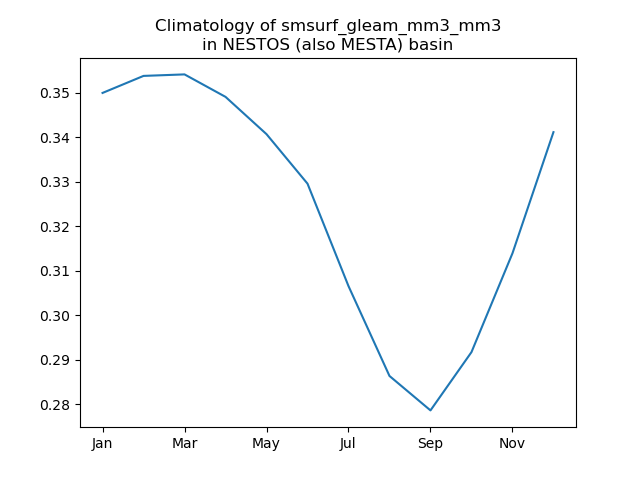 Climatology of smsurf_gleam_mm3_mm3
in NESTOS (also MESTA) basin
0.35
0.34
0.33
0.32
0.31
0.30
0.29
0.28
Jan Mar May Jul Sep Nov